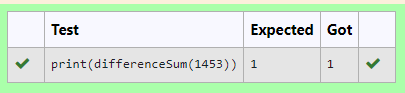 Test Expected Got
print(differenceSum(1453)) 1 1